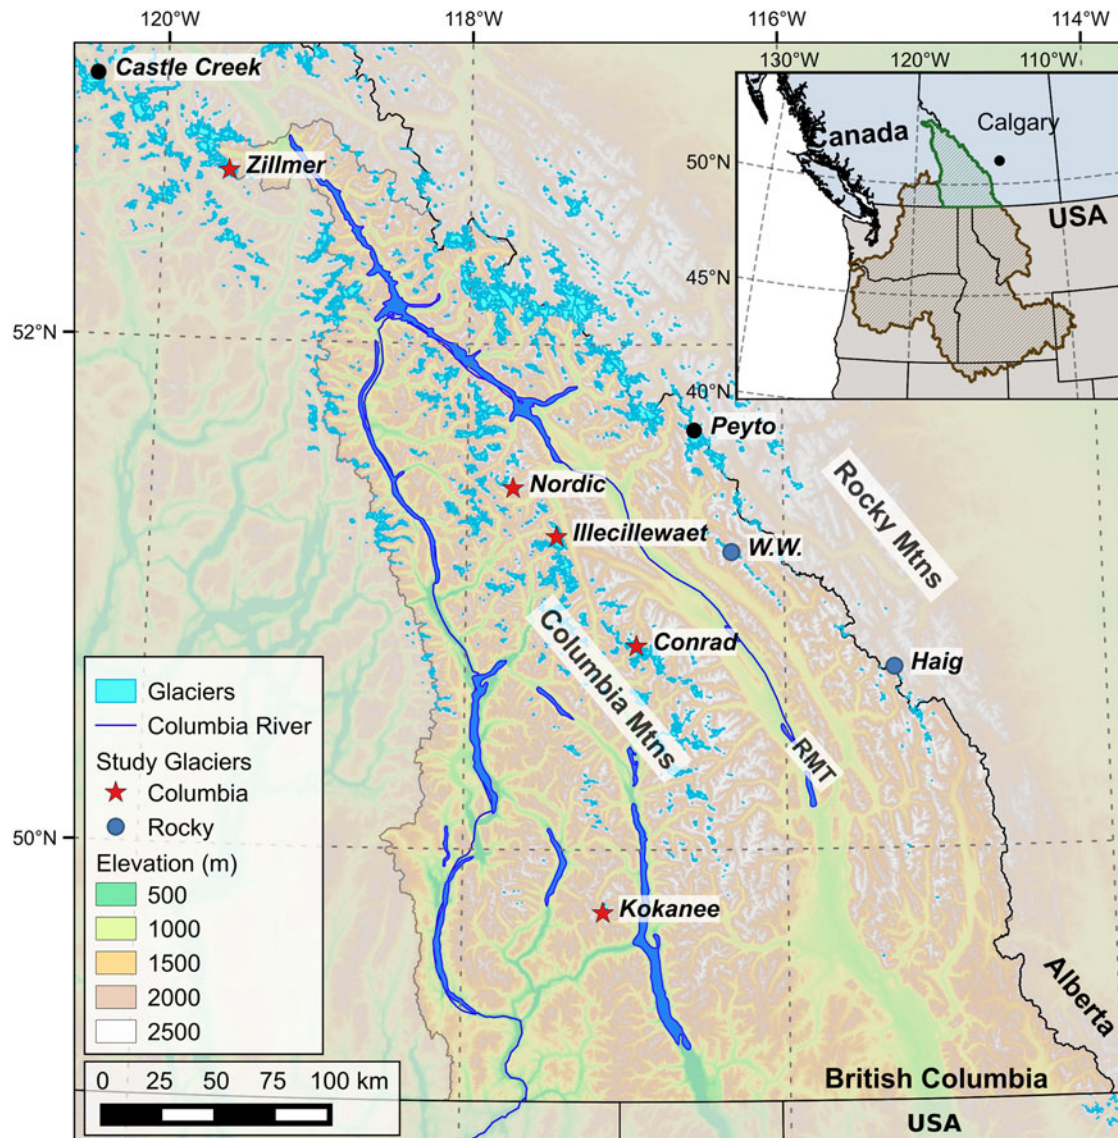 120°W
118°W
116°W
114°W
Castle Creek
Zillmer
52°N
50°N
Peyto
Nordic
Illecillewaet
W.W.
Conrad
Haig
Kokanee
Rocky Mtns
Columbia Mtns
RMT
Alberta
British Columbia
USA
130°W
120°W
110°W
50°N
45°N
40°N
Canada
Calgary
USA
Glaciers
Columbia River
Study Glaciers
Columbia
Rocky
Elevation (m)
500
1000
1500
2000
2500
0 25 50 75 100 km